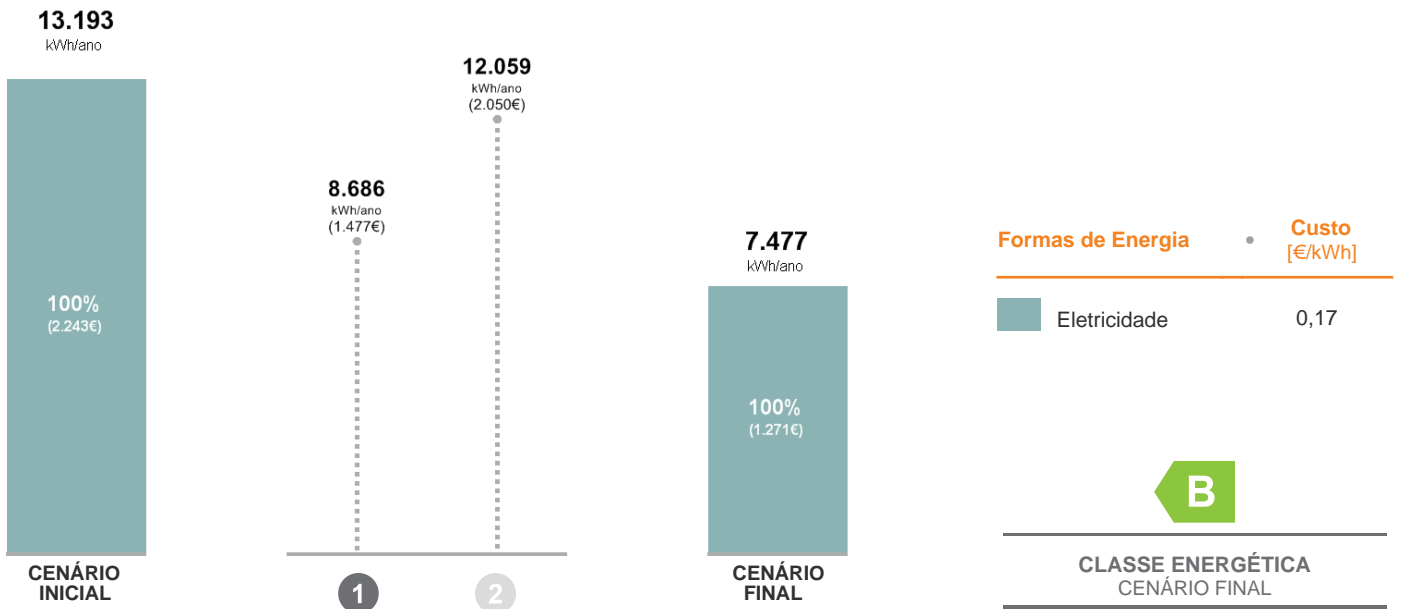 13.193
kWh/ano
100%
(2.243€)
CENÁRIO
INICIAL
8.686
kWh/ano
(1.477€)
1
12.059
kWh/ano
(2.050€)
2
7.477
kWh/ano
100%
(1.271€)
CENÁRIO
FINAL
Formas de Energia • Custo
[€/kWh]
Eletricidade 0,17
B
CLASSE ENERGÉTICA
CENÁRIO FINAL